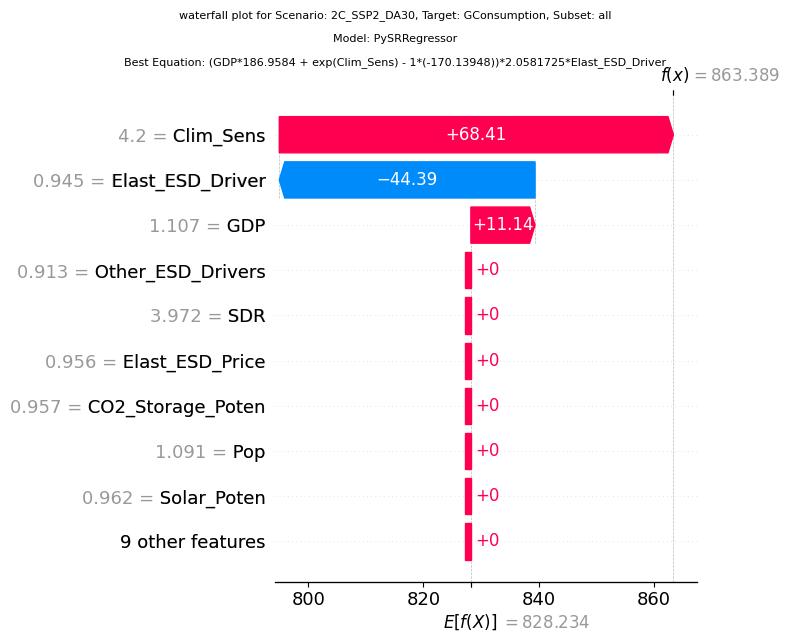 waterfall plot for Scenario: 2C_SSP2_DA30, Target: GConsumption, Subset: all
Model: PySRRegressor
Best Equation: (GDP*186.9584 + exp(Clim_Sens) - 1*(-170.13948))*2.0581725*Elast_ESD_Driver
f(x) = 863.389
4.2 = Clim_Sens +68.41
0.945 = Elast_ESD_Driver −44.39
1.107 = GDP +11.14
0.913 = Other_ESD_Drivers +0
3.972 = SDR +0
0.956 = Elast_ESD_Price +0
0.957 = CO2_Storage_Poten +0
1.091 = Pop +0
0.962 = Solar_Poten +0
9 other features +0
800 820 840 860
E[f(X)] = 828.234